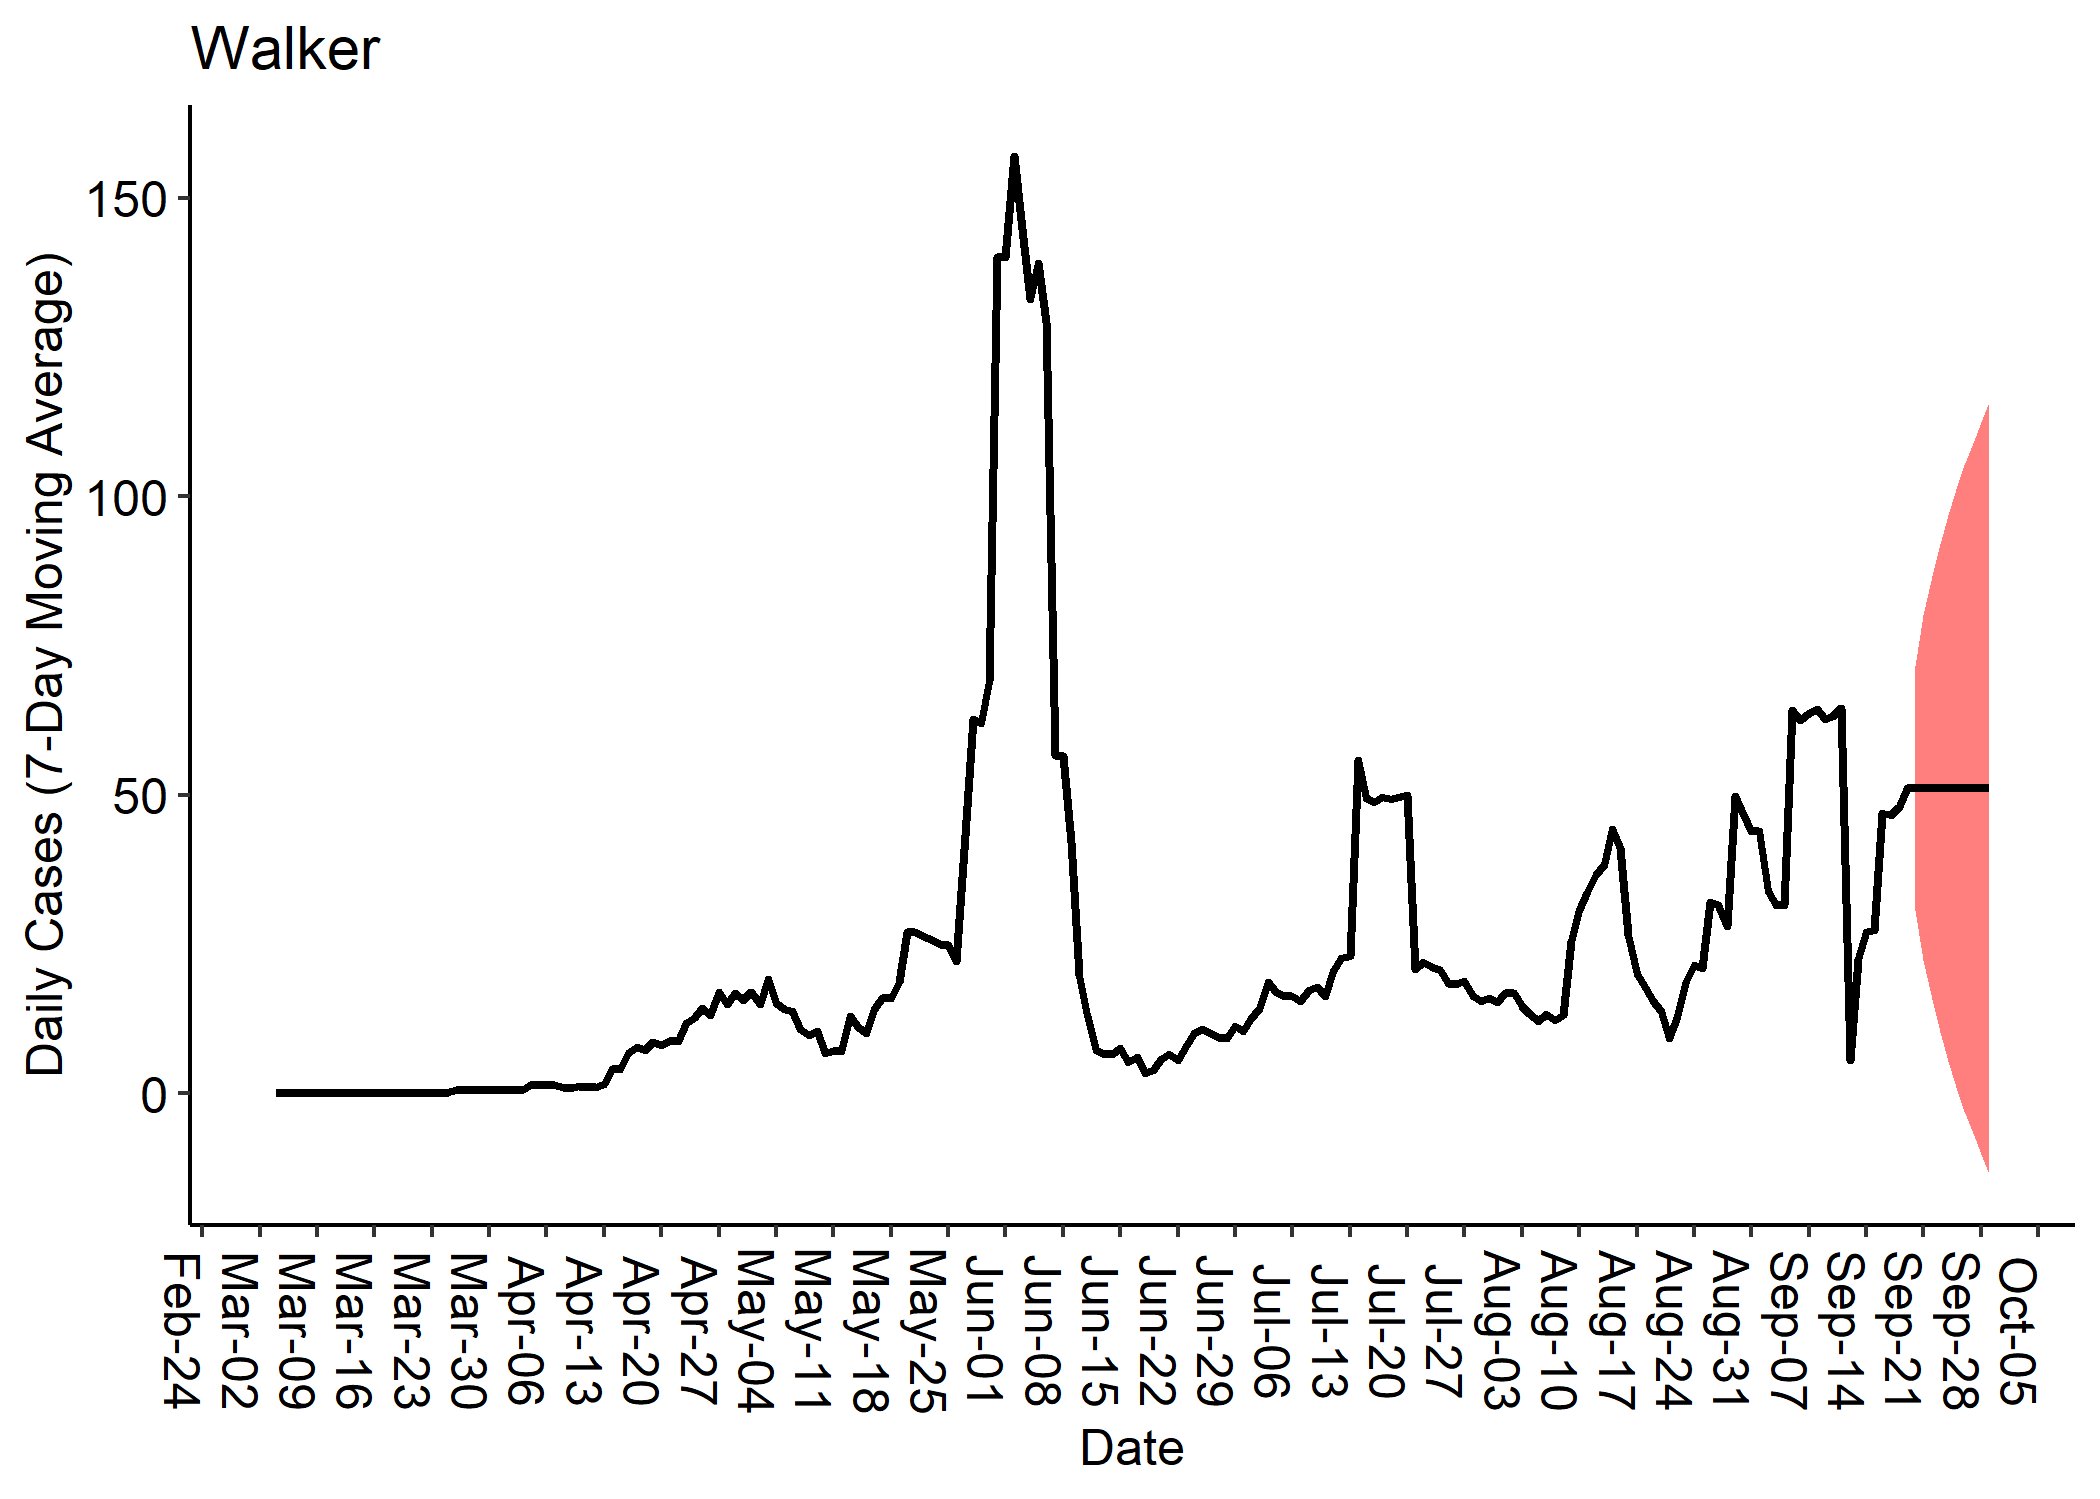 Walker
Daily Cases (7-Day Moving Average)
150
100
50
0
Feb-24
Mar-02
Mar-09
Mar-16
Mar-23
Mar-30
Apr-06
Apr-13
Apr-20
Apr-27
May-04
May-11
May-18
May-25
Jun-01
Jun-08
Jun-15
Jun-22
Jun-29
Jul-06
Jul-13
Jul-20
Jul-27
Aug-03
Aug-10
Aug-17
Aug-24
Aug-31
Sep-07
Sep-14
Sep-21
Sep-28
Oct-05
Date